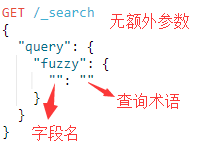 GET /_search
无额外参数
{
"query": {
"fuzzy": {
"": ""
}
查询术语
}
字段名
}